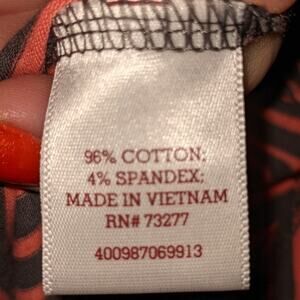 96% COTTON;
4% SPANDEX;
MADE IN VIETNAM
RN# 73277
400987069913